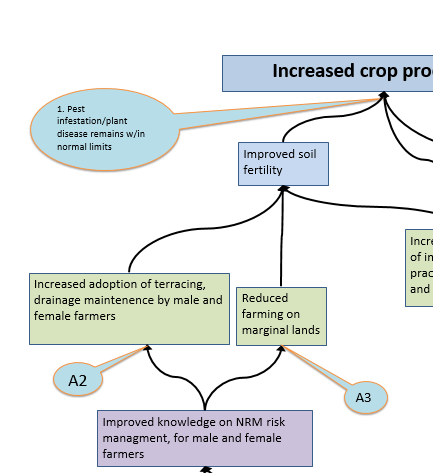 Increased crop pro
1. Pest
infestation/plant
disease remains w/in
normal limits
Improved soil
fertility
Incre
of in
prac
and
Increased adoption of terracing,
drainage maintenence by male and
female farmers
Reduced
farming on
marginal lands
A2
A3
Improved knowledge on NRM risk
managment, for male and female
farmers